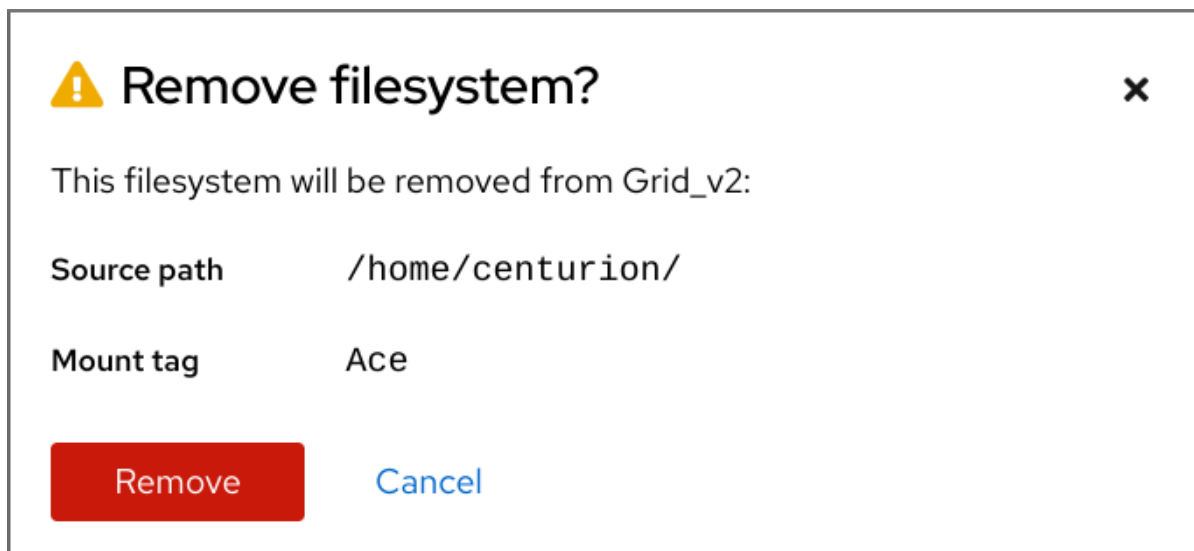 Remove filesystem?
This filesystem will be removed from Grid_v2:
Source path /home/centurion/
Mount tag Ace
Remove Cancel